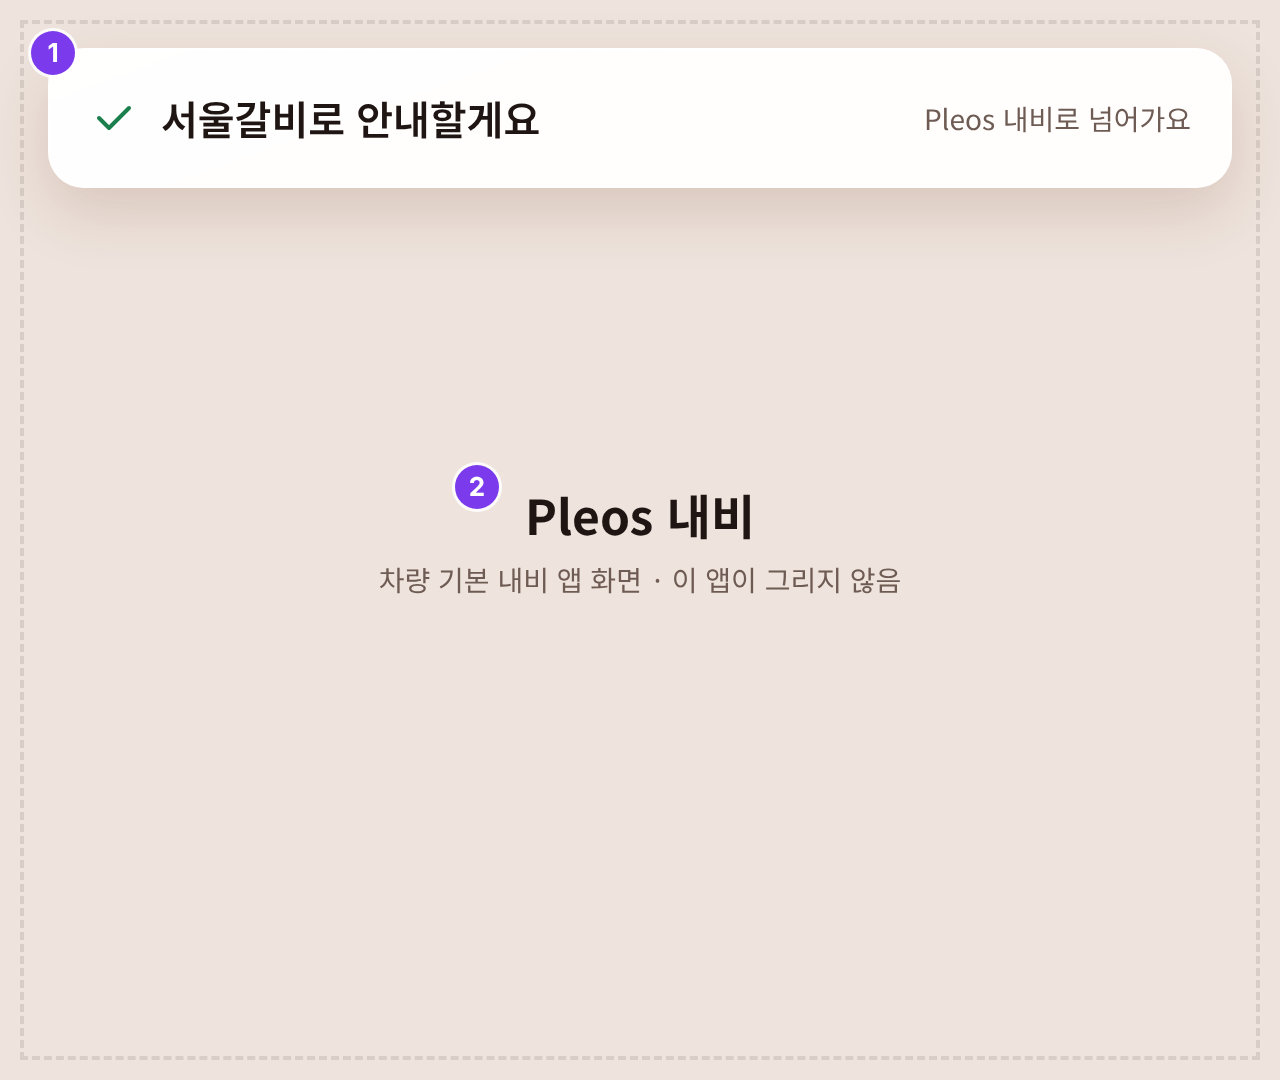 1
서울갈비로 안내할게요
Pleos 내비로 넘어가요
2
Pleos 내비
차량 기본 내비 앱 화면 · 이 앱이 그리지 않음